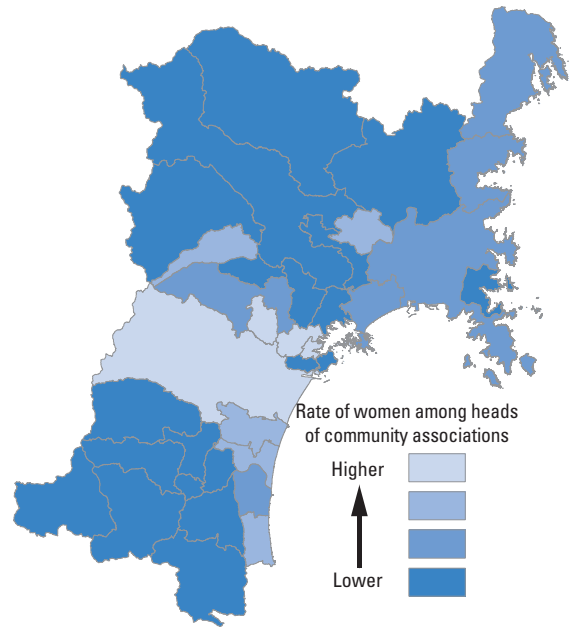 Rate of women among heads
of community associations
Higher
Lower